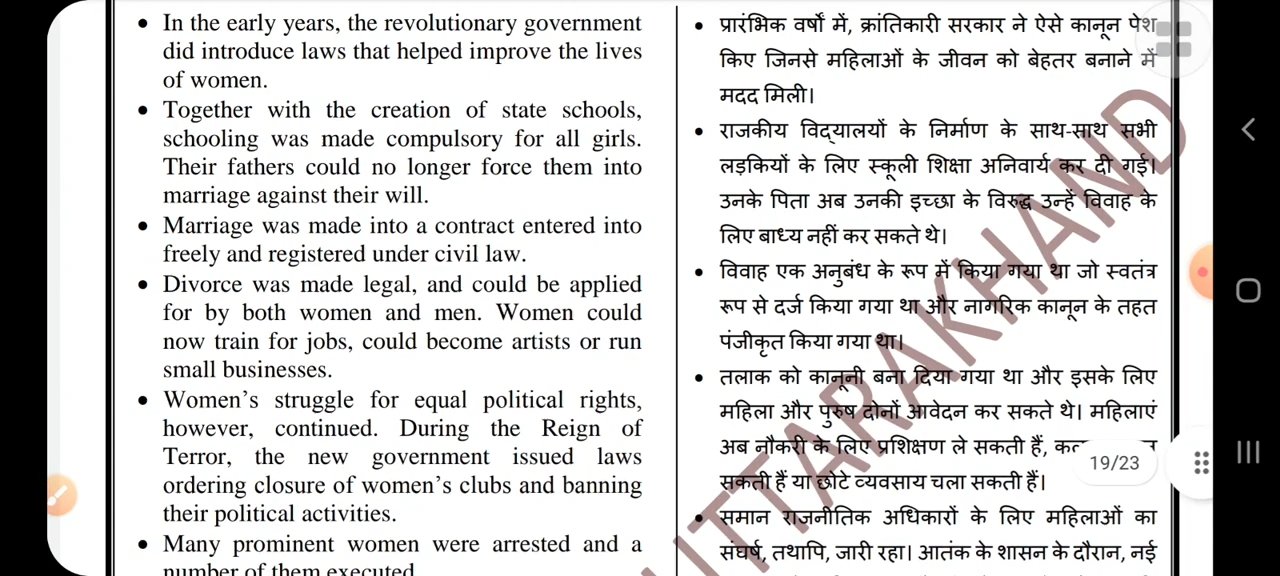 In the early years, the revolutionary government
did introduce laws that helped improve the lives
of women.
Together with the creation of state schools,
schooling was made compulsory for all girls.
Their fathers could no longer force them into
marriage against their will.
Marriage was made into a contract entered into
freely and registered under civil law.
Divorce was made legal, and could be applied
for by both women and men. Women could
now train for jobs, could become artists or run
small businesses.
Women's struggle for equal political rights,
however, continued. During the Reign of
Terror, the new government issued laws
ordering closure of women's clubs and banning
their political activities.
Many prominent women were arrested and a
number of them executed.
प्रारंभिक वर्षों में, क्रांतिकारी सरकार ने ऐसे कानून पेश
किए जिनसे महिलाओं के जीवन को बेहतर बनाने में
मदद मिली।
राजकीय विद्यालयों के निर्माण के साथ-साथ सभी
लड़कियों के लिए स्कूली शिक्षा अनिवार्य कर दी गई।
उनके पिता अब उनकी इच्छा के विरुद्ध उन्हें विवाह के
लिए बाध्य नहीं कर सकते थे।
विवाह एक अनुबंध के रूप में किया गया था जो स्वतंत्र
रूप से दर्ज किया गया था और नागरिक कानून के तहत
पंजीकृत किया गया था।
तलाक को कानूनी बना दिया गया था और इसके लिए
महिला और पुरुष दोनों आवेदन कर सकते थे। महिलाएं
अब नौकरी के लिए प्रशिक्षण ले सकती हैं,
सकती हैं या छोटे व्यवसाय चला सकती हैं।
समान राजनीतिक अधिकारों के लिए महिलाओं का
संघर्ष, तथापि, जारी रहा। आतंक के शासन के दौरान, नई
19/23
UTTARAKHAND